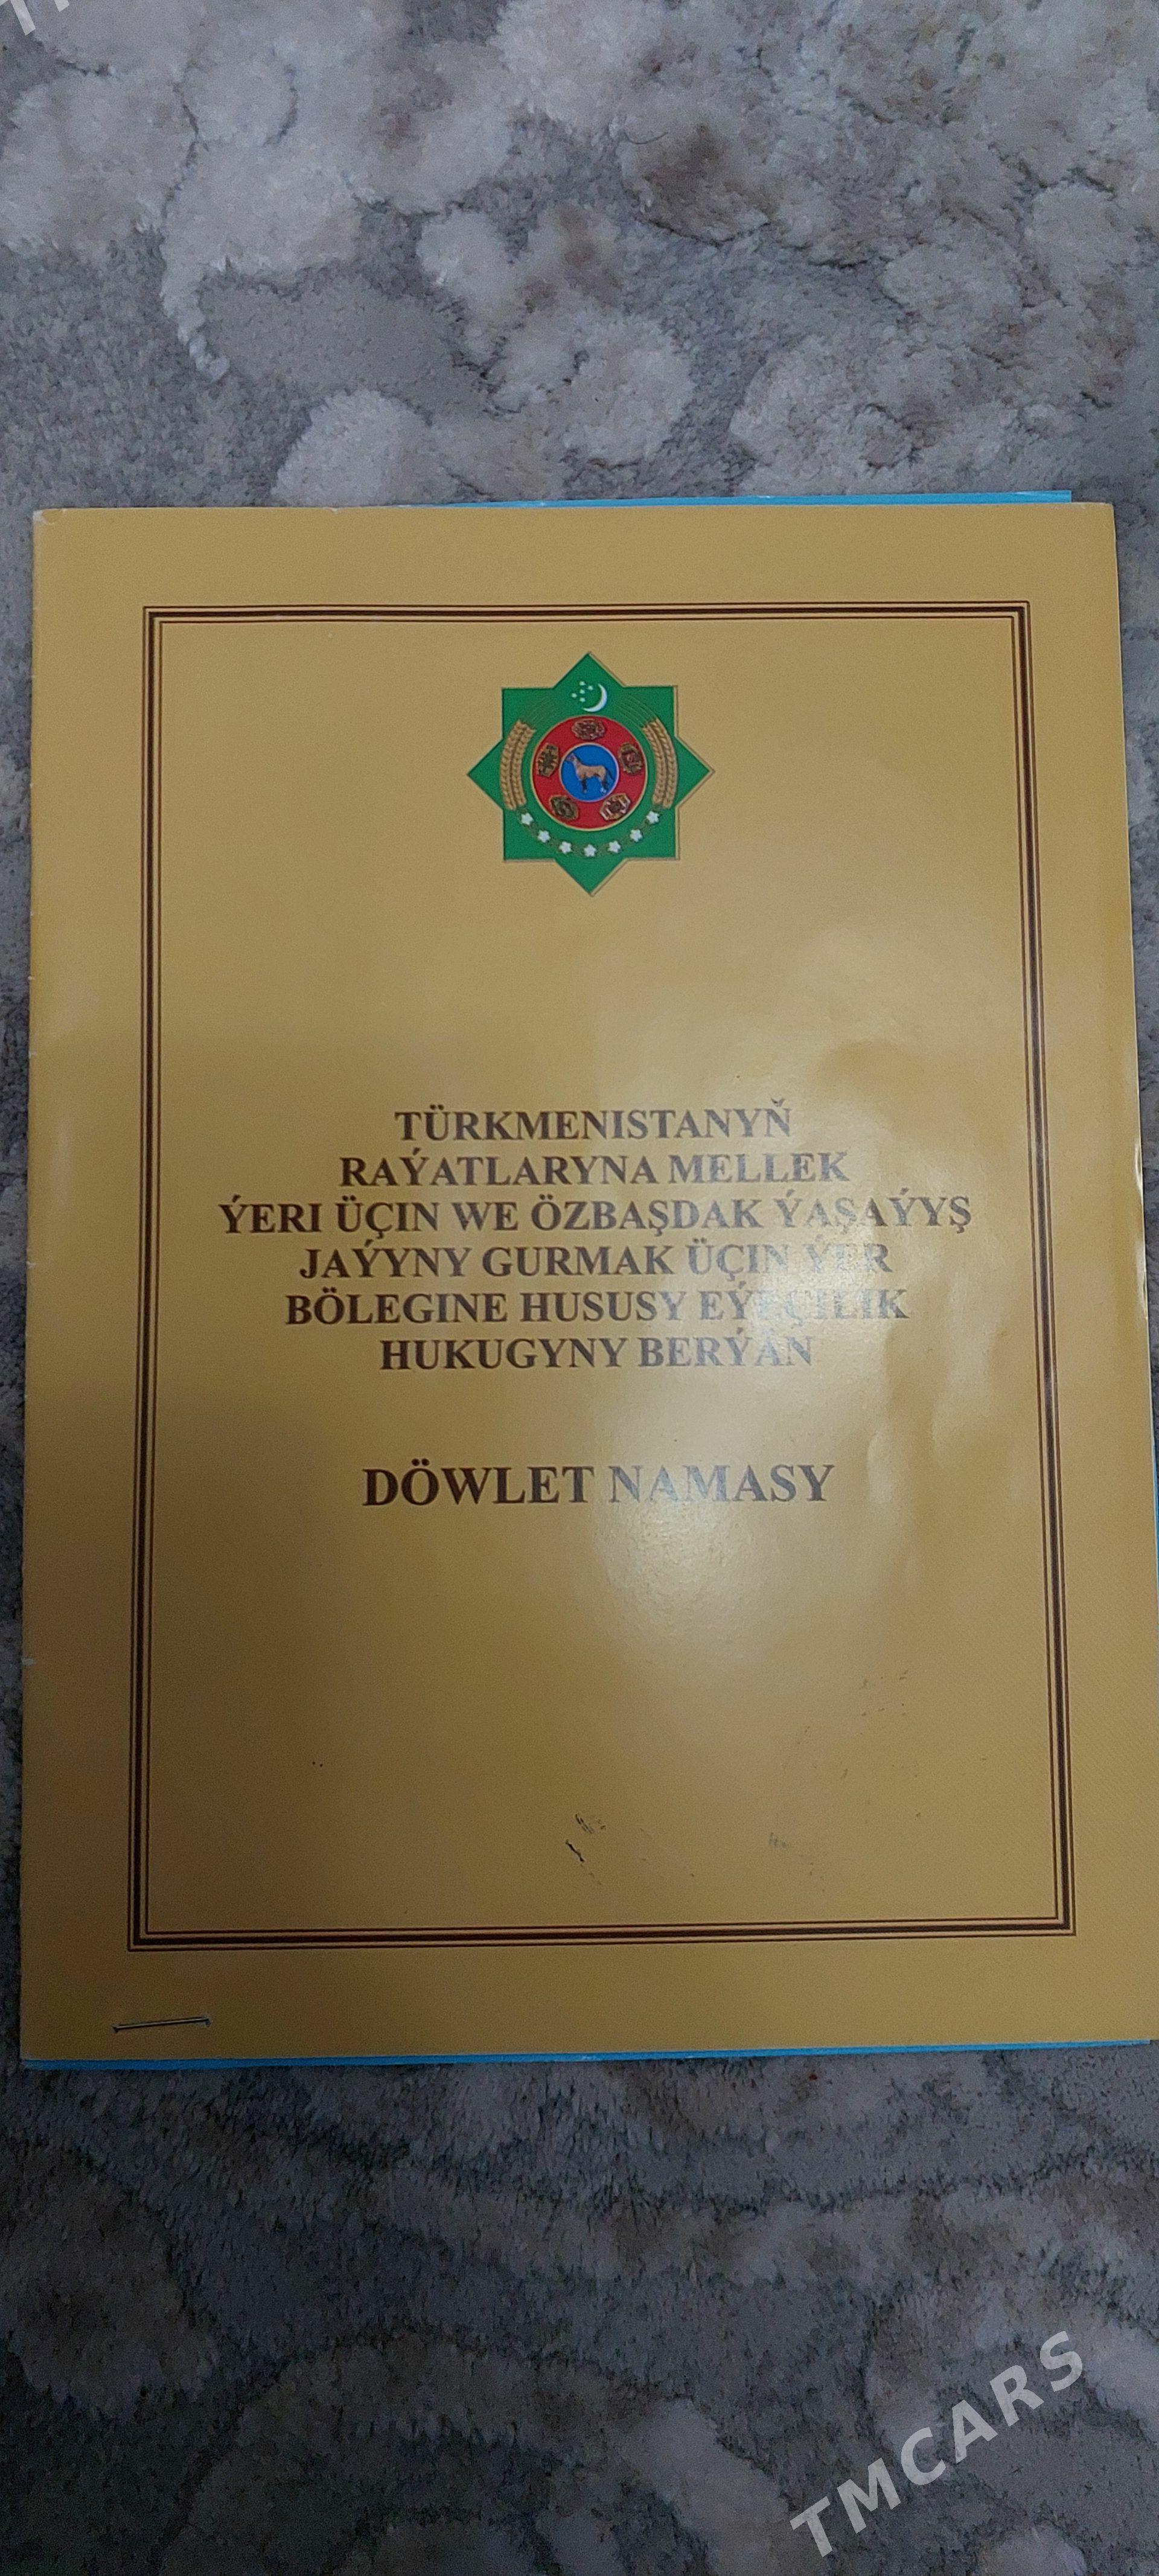 TÜRKMENISTANYŇ
RAÝATLARYNA MELLEK
ÝERI ÜÇIN WE ÖZBAŞDAK ÝAŞAÝYŞ
JAÝYNY GURMAK ÜÇIN ÝER
BÖLEGINE HUSUSY EÝEÇILIK
HUKUGYNY BERÝÄN
DÖWLET NAMASY
TMCARS